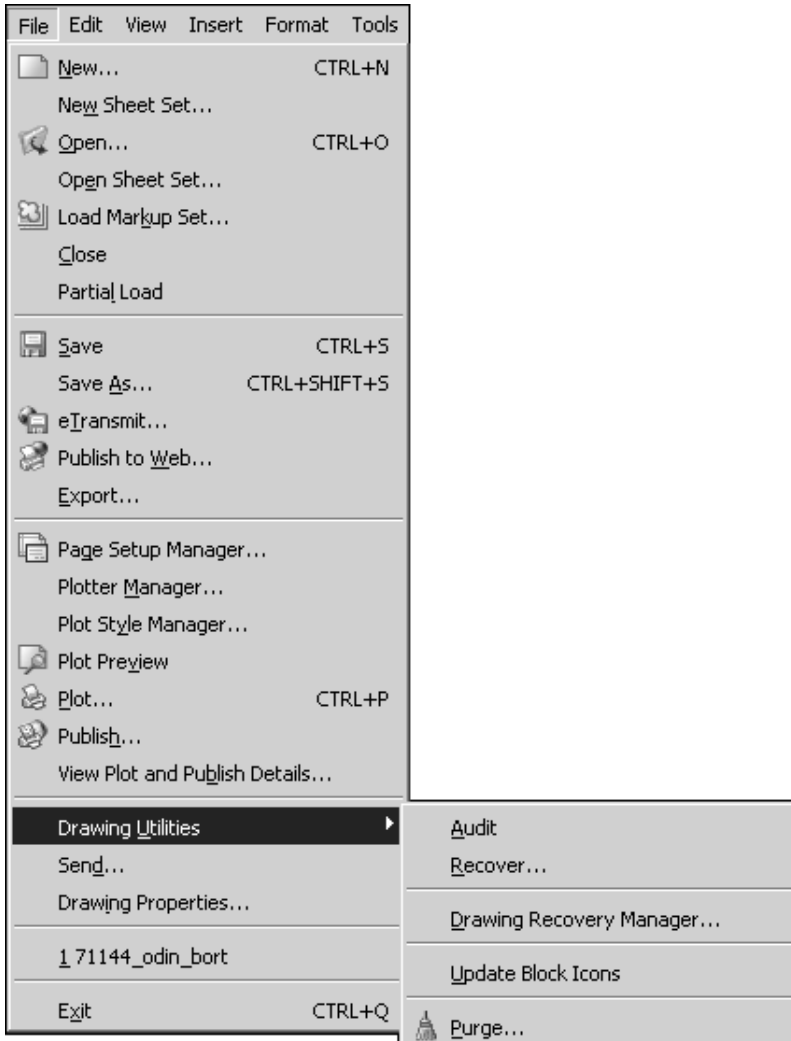 File Edit View Insert Format Tools
New... CTRL+N
New Sheet Set...
Open... CTRL+O
Open Sheet Set...
Load Markup Set...
Close
Partial Load
Save CTRL+S
Save As... CTRL+SHIFT+S
eTransmit...
Publish to Web...
Export...
Page Setup Manager...
Plotter Manager...
Plot Style Manager...
Plot Preview
Plot... CTRL+P
Publish...
View Plot and Publish Details...
Drawing Utilities
Send...
Drawing Properties...
1 71144_odin_bort
Exit CTRL+Q
Audit
Recover...
Drawing Recovery Manager...
Update Block Icons
Purge...